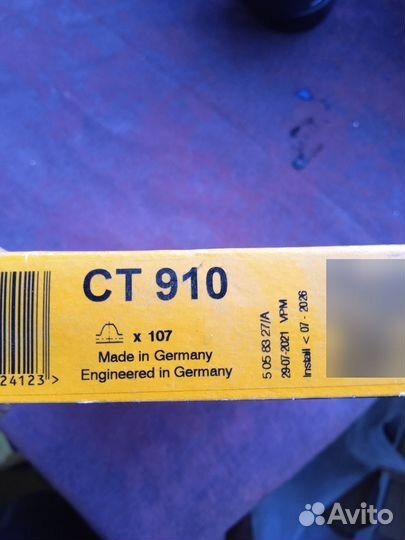 CT 910
x 107
Made in Germany
Engineered in Germany
24123>
5 05 83 27/A
29-07-2021 VPM
Install < 07 - 2026
Avito